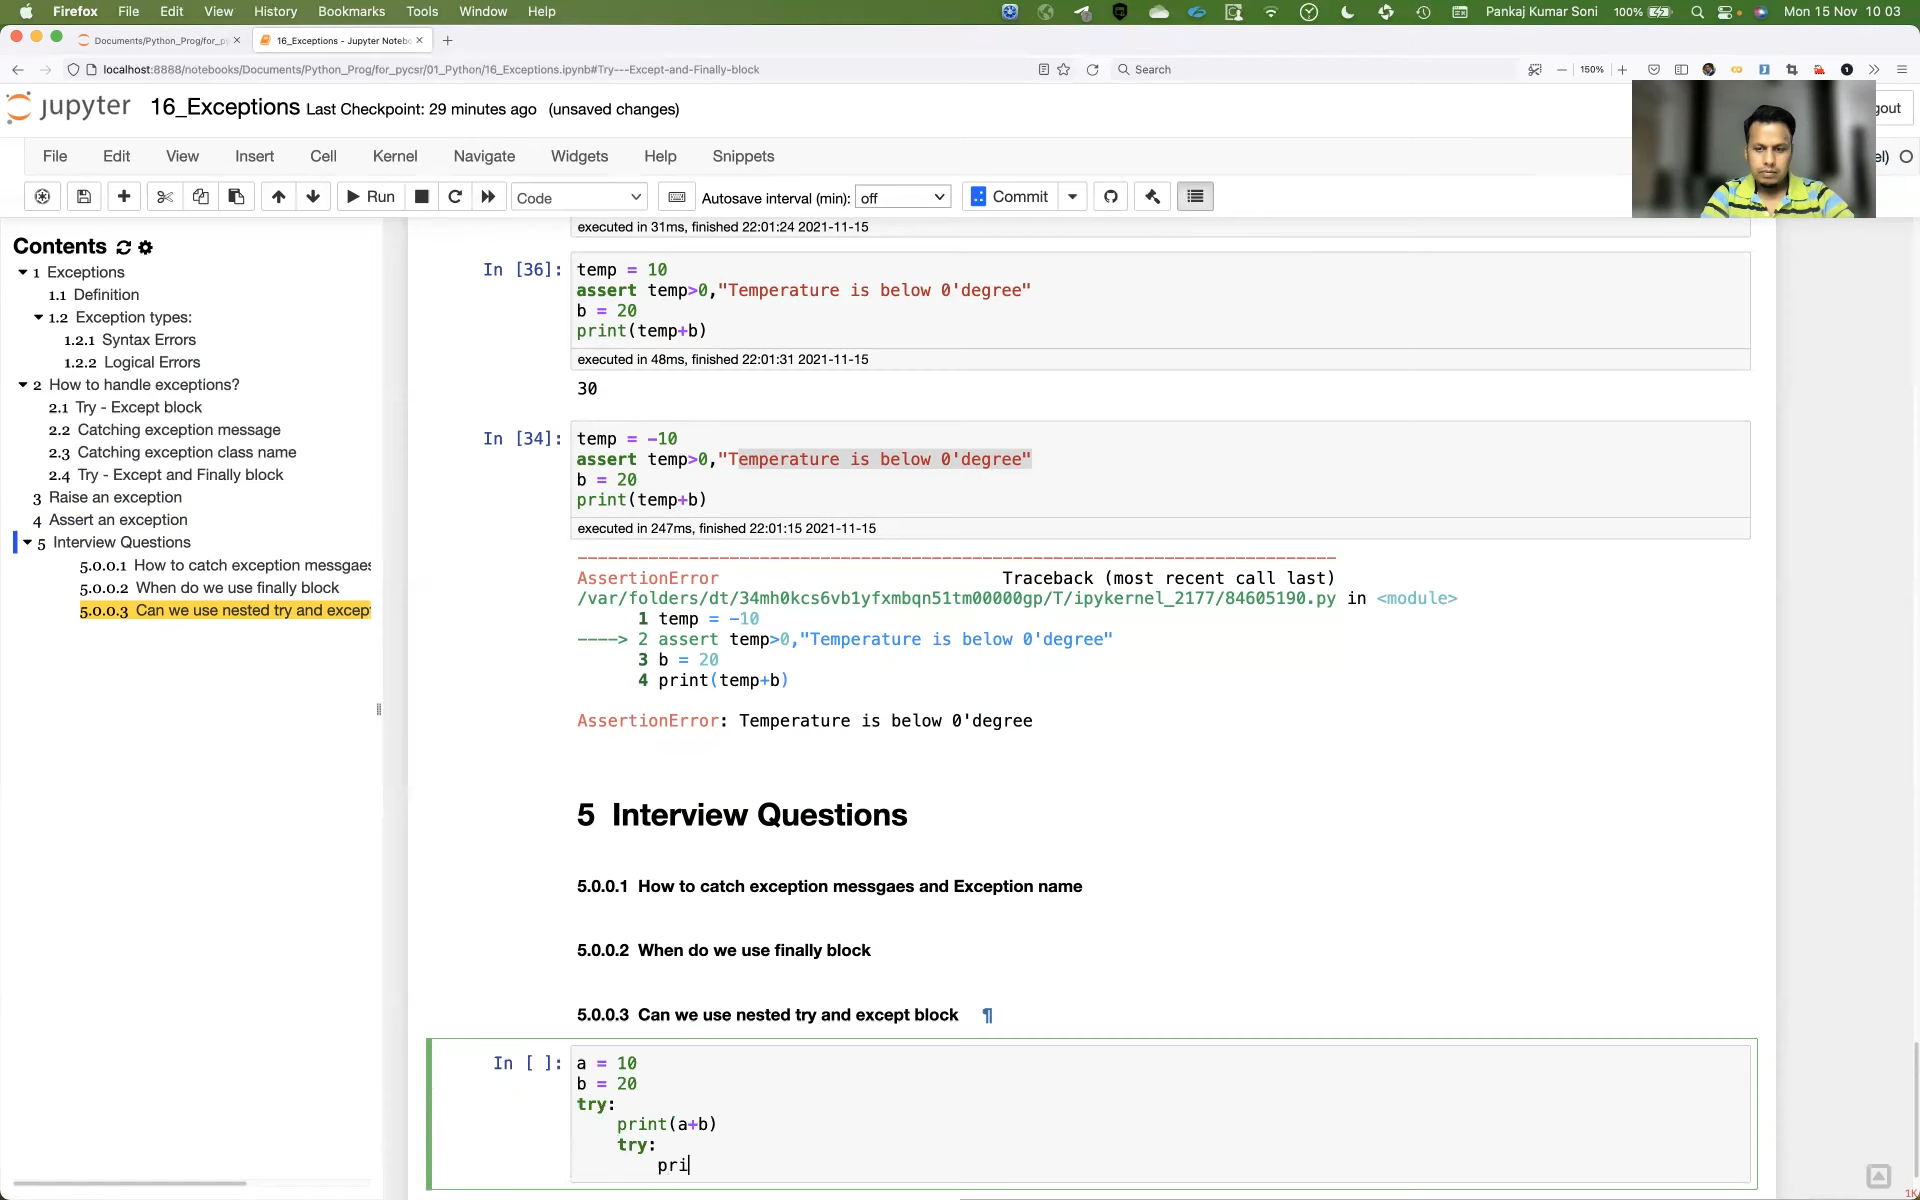 Firefox File Edit View History Bookmarks Tools Window Help Pankaj Kumar Soni 100% Mon 15 Nov 10 03
Documents/Python_Prog/for_p 16_Exceptions - Jupyter Notebo
localhost:8888/notebooks/Documents/Python_Prog/for_pycsr/01_Python/16_Exceptions.ipynb#Try---Except-and-Finally-block Search 150%
jupyter 16_Exceptions Last Checkpoint: 29 minutes ago (unsaved changes) gout
File Edit View Insert Cell Kernel Navigate Widgets Help Snippets el)
Run Code Autosave interval (min): off Commit
Contents
1 Exceptions
1.1 Definition
1.2 Exception types:
1.2.1 Syntax Errors
1.2.2 Logical Errors
2 How to handle exceptions?
2.1 Try - Except block
2.2 Catching exception message
2.3 Catching exception class name
2.4 Try - Except and Finally block
3 Raise an exception
4 Assert an exception
5 Interview Questions
5.0.0.1 How to catch exception messgaes
5.0.0.2 When do we use finally block
5.0.0.3 Can we use nested try and excep
executed in 31ms, finished 22:01:24 2021-11-15
In [36]: temp = 10
assert temp>0,"Temperature is below 0'degree"
b = 20
print(temp+b)
executed in 48ms, finished 22:01:31 2021-11-15
30
In [34]: temp = -10
assert temp>0,"Temperature is below 0'degree"
b = 20
print(temp+b)
executed in 247ms, finished 22:01:15 2021-11-15
---------------------------------------------------------------------------
AssertionError Traceback (most recent call last)
/var/folders/dt/34mh0kcs6vb1yfxmbqn51tm00000gp/T/ipykernel_2177/84605190.py in <module>
1 temp = -10
----> 2 assert temp>0,"Temperature is below 0'degree"
3 b = 20
4 print(temp+b)
AssertionError: Temperature is below 0'degree
5 Interview Questions
5.0.0.1 How to catch exception messgaes and Exception name
5.0.0.2 When do we use finally block
5.0.0.3 Can we use nested try and except block ¶
In [ ]: a = 10
b = 20
try:
print(a+b)
try:
pri
1K